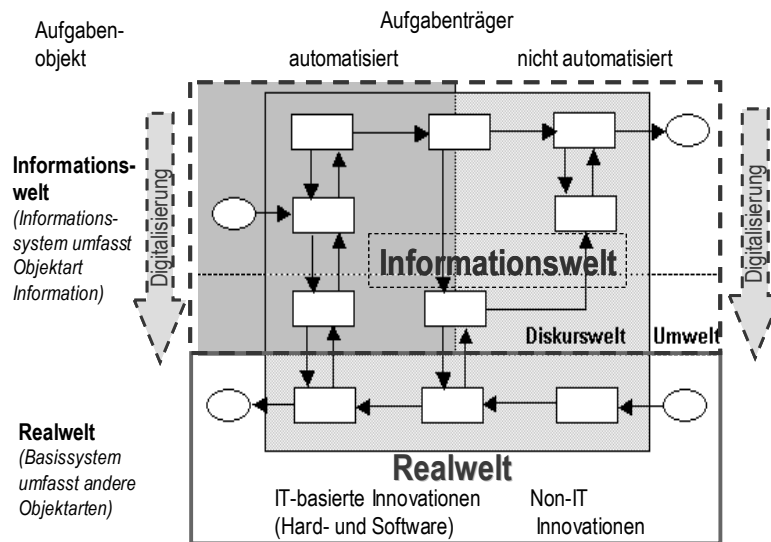 Aufgabenträger
Aufgaben-
objekt
automatisiert
nicht automatisiert
Digitalisierung
Informations-
welt
(Informations-
system umfasst
Objektart
Information)
Informationswelt
Diskurswelt
Umwelt
Digitalisierung
Realwelt
(Basissystem
umfasst andere
Objektarten)
Realwelt
IT-basierte Innovationen
(Hard- und Software)
Non-IT
Innovationen